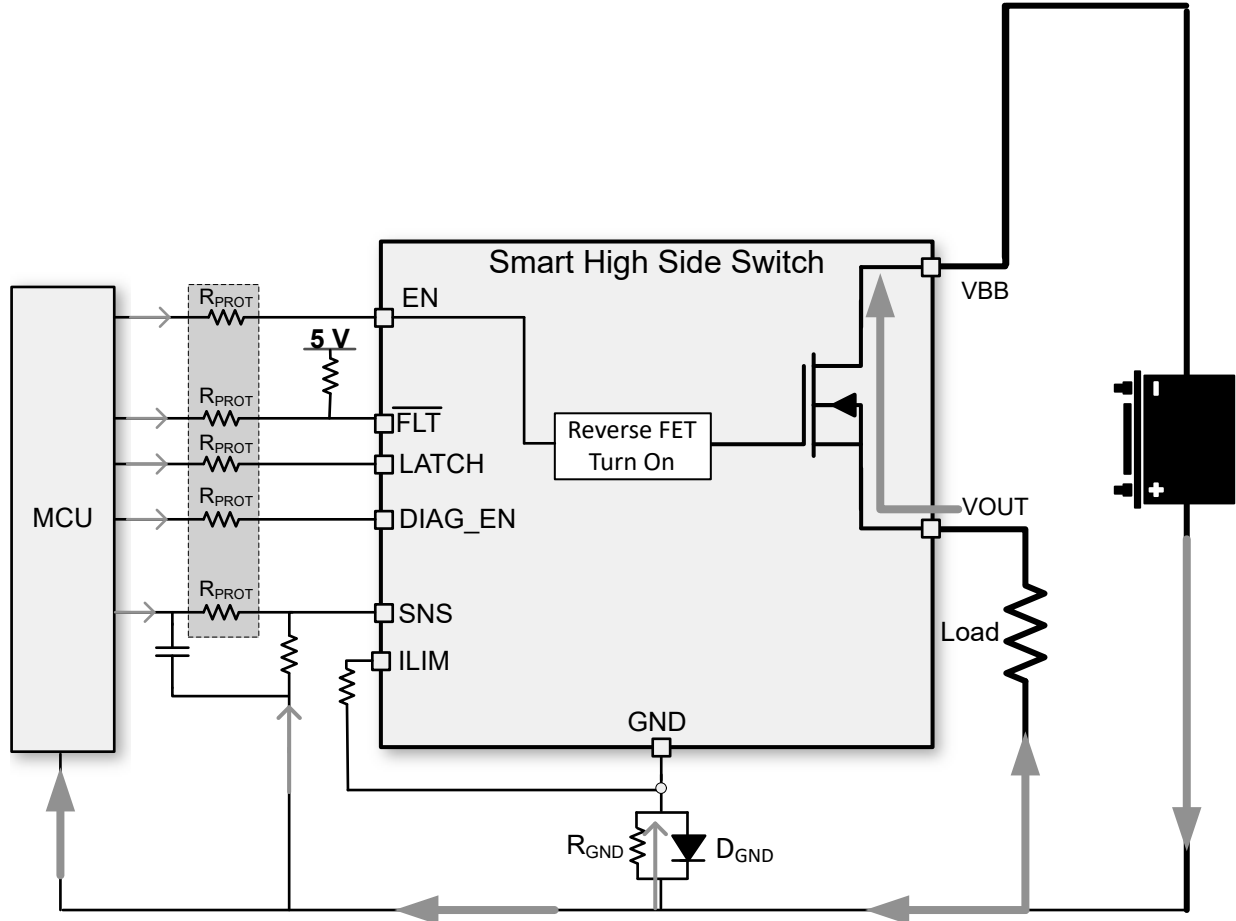 Smart High Side Switch
VBB
R_PROT
EN
5 V
R_PROT
FLT
R_PROT
LATCH
Reverse FET
Turn On
-
+
MCU
R_PROT
DIAG_EN
VOUT
R_PROT
SNS
Load
ILIM
GND
R_GND
D_GND